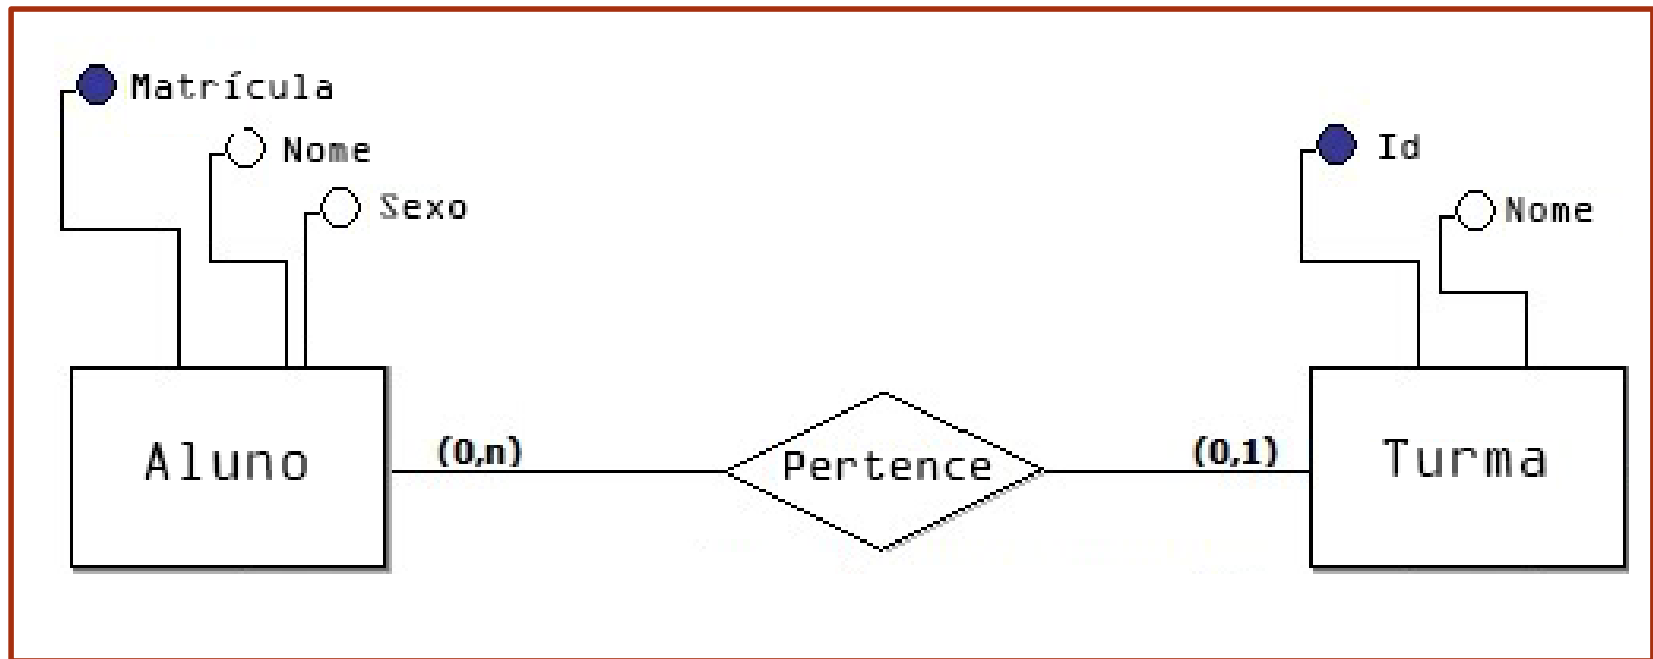 Matrícula
Nome
Sexo
Id
Nome
Aluno
(0,n)
Pertence
(0,1)
Turma